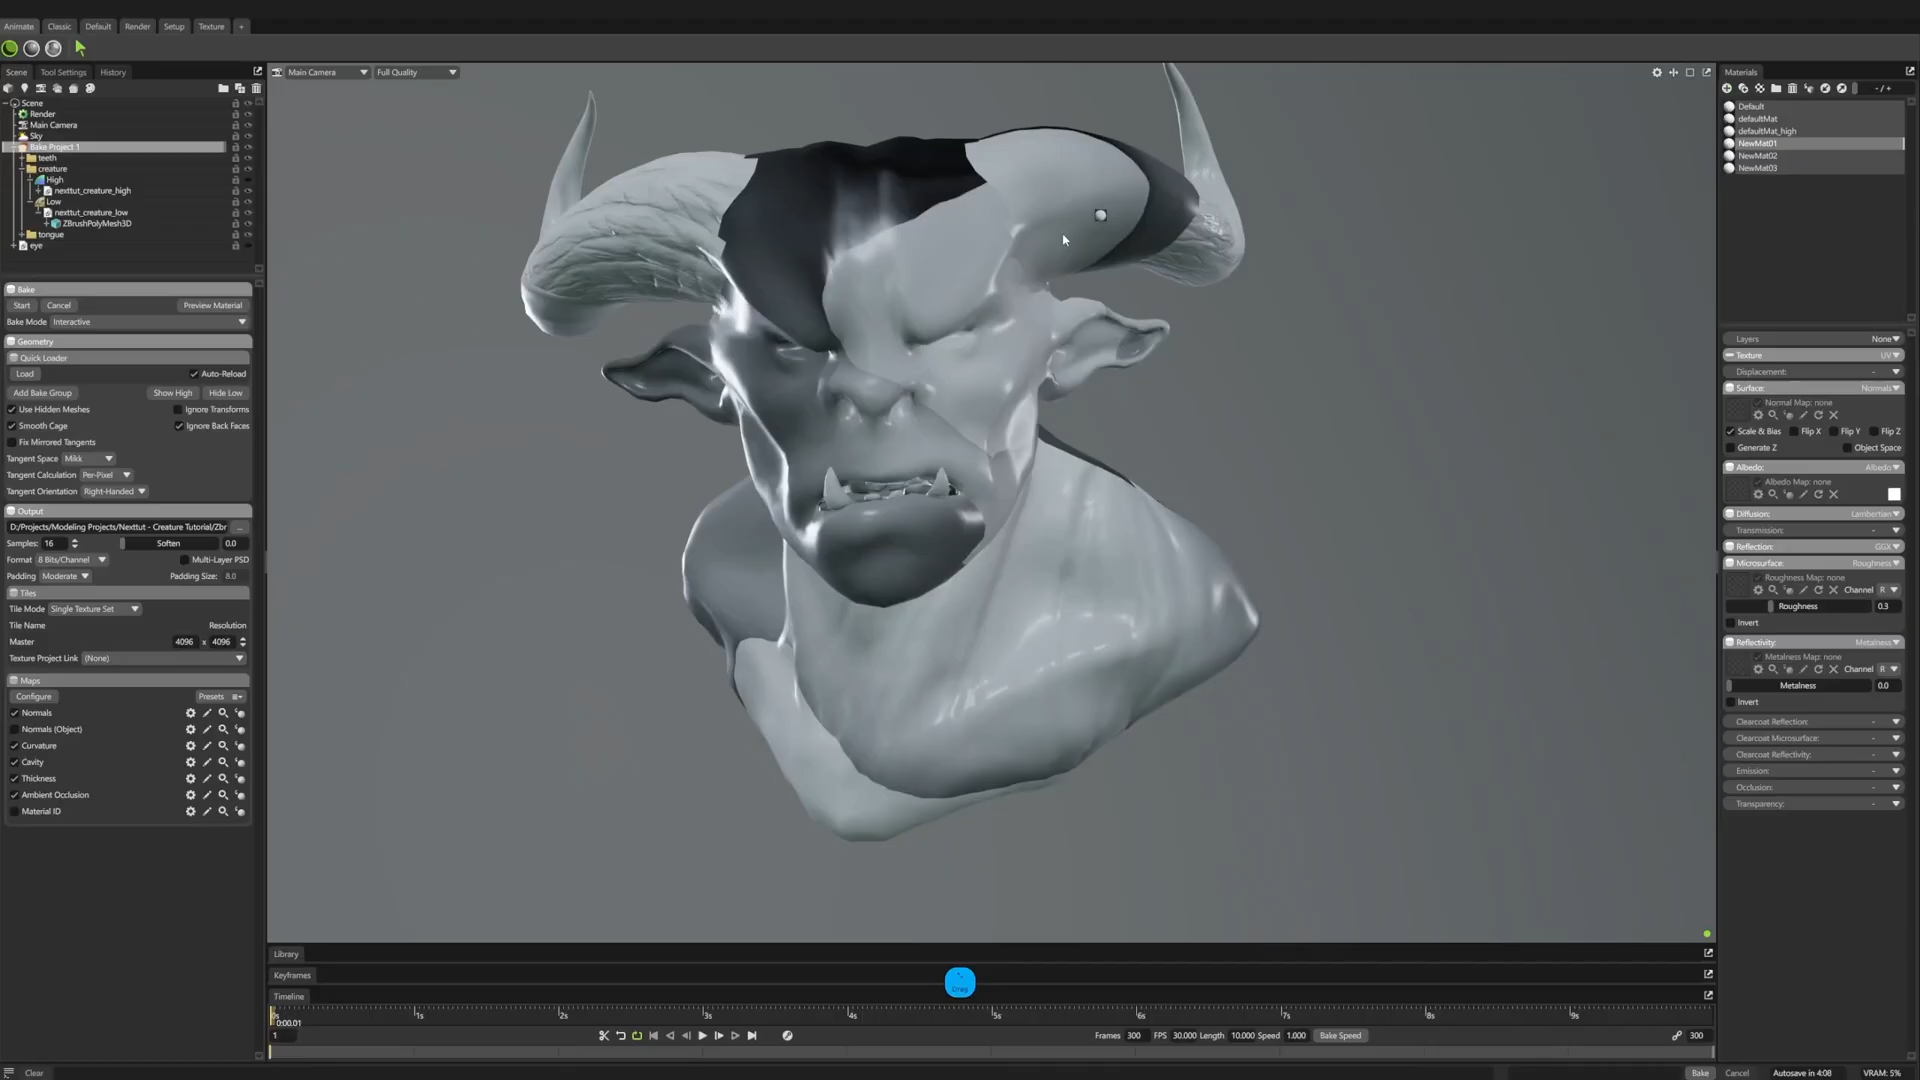 Animate Classic Default Render Setup Texture +
Scene Tool Settings History
Main Camera Full Quality
Materials
- / +
Scene
Render
Main Camera
Sky
Bake Project 1
teeth
creature
High
nexttut_creature_high
Low
nexttut_creature_low
ZBrushPolyMesh3D
tongue
eye
Default
defaultMat
defaultMat_high
NewMat01
NewMat02
NewMat03
Bake
Start Cancel Preview Material
Bake Mode Interactive
Geometry
Quick Loader
Load Auto-Reload
Add Bake Group Show High Hide Low
Use Hidden Meshes Ignore Transforms
Smooth Cage Ignore Back Faces
Fix Mirrored Tangents
Tangent Space Mikk
Tangent Calculation Per-Pixel
Tangent Orientation Right-Handed
Output
D:/Projects/Modeling Projects/Nexttut - Creature Tutorial/Zbr ...
Samples: 16 Soften 0.0
Format 8 Bits/Channel Multi-Layer PSD
Padding Moderate Padding Size: 8.0
Tiles
Tile Mode Single Texture Set
Tile Name Resolution
Master 4096 x 4096
Texture Project Link (None)
Maps
Configure Presets
Normals
Normals (Object)
Curvature
Cavity
Thickness
Ambient Occlusion
Material ID
Layers None
Texture UV
Displacement: -
Surface: Normals
Normal Map: none
Scale & Bias Flip X Flip Y Flip Z
Generate Z Object Space
Albedo: Albedo
Albedo Map: none
Diffusion: Lambertian
Transmission: -
Reflection: GGX
Microsurface: Roughness
Roughness Map: none
Channel R
Roughness 0.3
Invert
Reflectivity: Metalness
Metalness Map: none
Channel R
Metalness 0.0
Invert
Clearcoat Reflection: -
Clearcoat Microsurface: -
Clearcoat Reflectivity: -
Emission: -
Occlusion: -
Transparency: -
Library
Keyframes
Drag
Timeline
0s 1s 2s 3s 4s 5s 6s 7s 8s 9s
0:00.01
1 Frames 300 FPS 30.000 Length 10.000 Speed 1.000 Bake Speed 300
Clear Bake Cancel Autosave in 4:08 VRAM: 5%